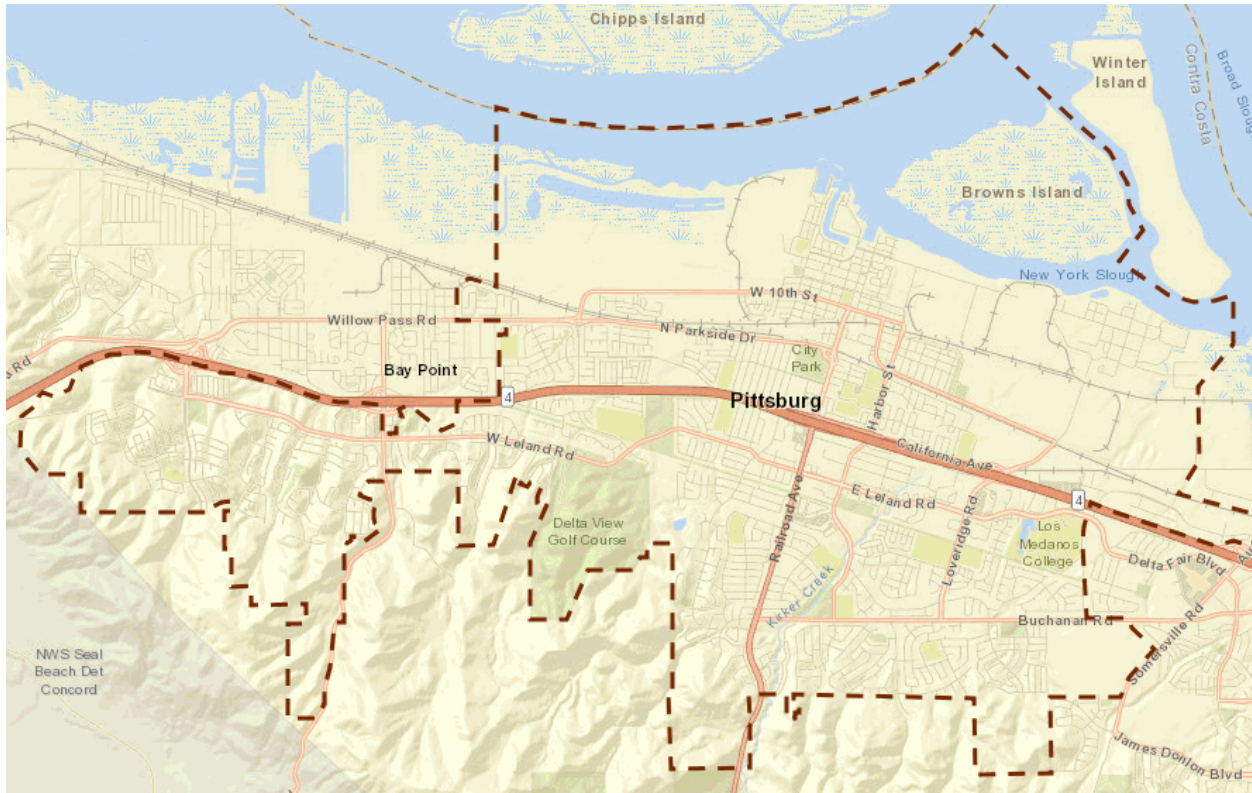 Chipps Island
Winter
Island
Contra Costa
Broad Sloug
Browns Island
New York Slough
W 10th St
Willow Pass Rd
N Parkside Dr
City
Park
Rd
Bay Point
4
Pittsburg
Harbor St
W Leland Rd
California Ave
E Leland Rd
4
Railroad Ave
Loveridge Rd
Delta View
Golf Course
Los
Medanos
College
Delta Fair Blvd
Kirker Creek
Buchanan Rd
Somersville Rd
NWS Seal
Beach Det
Concord
James Donlon Blvd